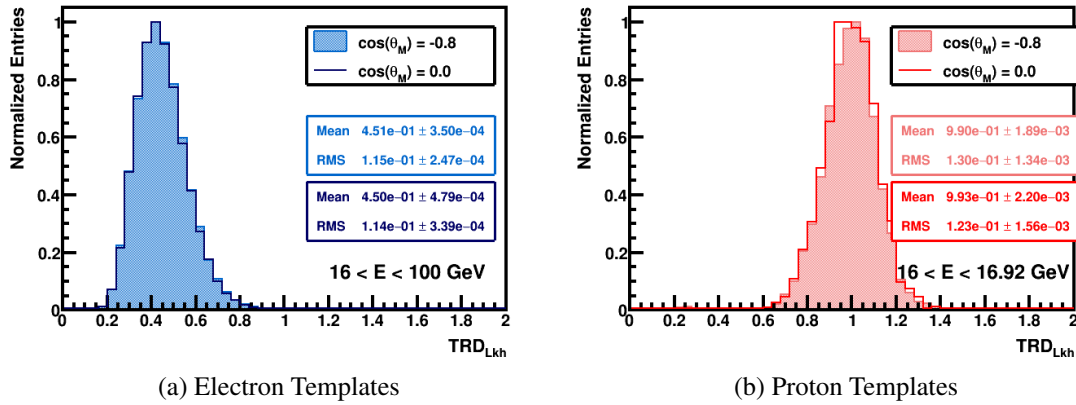 Normalized Entries
1
0.8
0.6
0.4
0.2
0
cos(θM) = -0.8
cos(θM) = 0.0
Mean 4.51e−01 ± 3.50e−04
RMS 1.15e−01 ± 2.47e−04
Mean 4.50e−01 ± 4.79e−04
RMS 1.14e−01 ± 3.39e−04
16 < E < 100 GeV
0 0.2 0.4 0.6 0.8 1 1.2 1.4 1.6 1.8 2
TRDLkh
(a) Electron Templates
Normalized Entries
1
0.8
0.6
0.4
0.2
0
cos(θM) = -0.8
cos(θM) = 0.0
Mean 9.90e−01 ± 1.89e−03
RMS 1.30e−01 ± 1.34e−03
Mean 9.93e−01 ± 2.20e−03
RMS 1.23e−01 ± 1.56e−03
16 < E < 16.92 GeV
0 0.2 0.4 0.6 0.8 1 1.2 1.4 1.6 1.8 2
TRDLkh
(b) Proton Templates